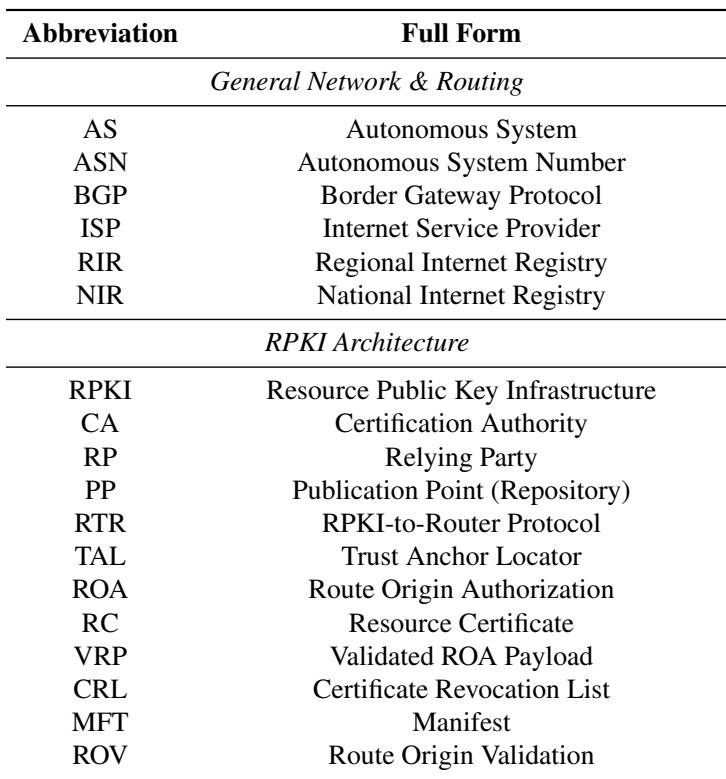 Abbreviation Full Form
General Network & Routing
AS Autonomous System
ASN Autonomous System Number
BGP Border Gateway Protocol
ISP Internet Service Provider
RIR Regional Internet Registry
NIR National Internet Registry
RPKI Architecture
RPKI Resource Public Key Infrastructure
CA Certification Authority
RP Relying Party
PP Publication Point (Repository)
RTR RPKI-to-Router Protocol
TAL Trust Anchor Locator
ROA Route Origin Authorization
RC Resource Certificate
VRP Validated ROA Payload
CRL Certificate Revocation List
MFT Manifest
ROV Route Origin Validation